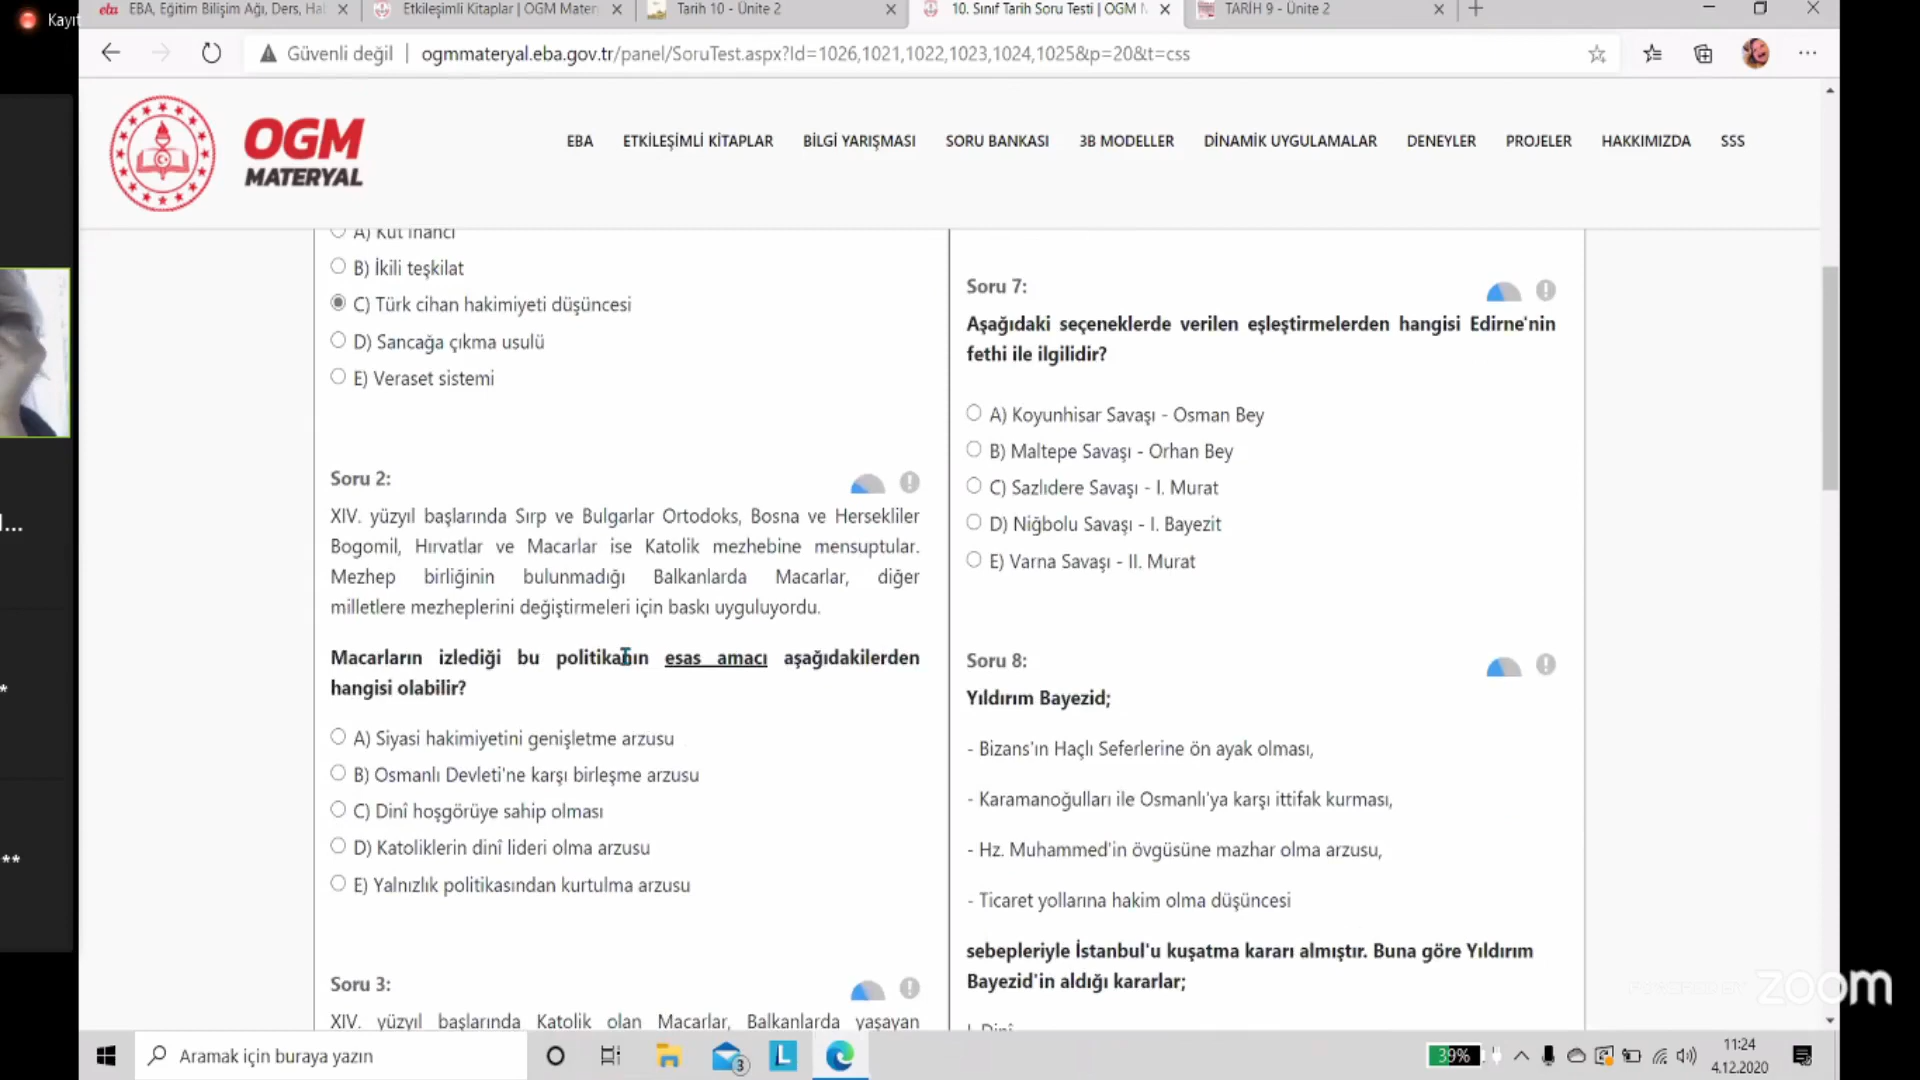 Kayıt
EBA, Eğitim Bilişim Ağı, Ders, Ha
Etkileşimli Kitaplar | OGM Mater
Tarih 10 - Ünite 2
10. Sınıf Tarih Soru Testi | OGM
TARİH 9 - Ünite 2
Güvenli değil | ogmmateryal.eba.gov.tr/panel/SoruTest.aspx?Id=1026,1021,1022,1023,1024,1025&p=20&t=css
OGM
MATERYAL
EBA
ETKİLEŞİMLİ KİTAPLAR
BİLGİ YARIŞMASI
SORU BANKASI
3B MODELLER
DİNAMİK UYGULAMALAR
DENEYLER
PROJELER
HAKKIMIZDA
SSS
A) Kut inancı
B) İkili teşkilat
C) Türk cihan hakimiyeti düşüncesi
D) Sancağa çıkma usulü
E) Veraset sistemi
Soru 2:
XIV. yüzyıl başlarında Sırp ve Bulgarlar Ortodoks, Bosna ve Hersekliler
Bogomil, Hırvatlar ve Macarlar ise Katolik mezhebine mensuptular.
Mezhep birliğinin bulunmadığı Balkanlarda Macarlar, diğer
milletlere mezheplerini değiştirmeleri için baskı uyguluyordu.
Macarların izlediği bu politikanın esas amacı aşağıdakilerden
hangisi olabilir?
A) Siyasi hakimiyetini genişletme arzusu
B) Osmanlı Devleti'ne karşı birleşme arzusu
C) Dinî hoşgörüye sahip olması
D) Katoliklerin dinî lideri olma arzusu
E) Yalnızlık politikasından kurtulma arzusu
Soru 3:
XIV. yüzyıl başlarında Katolik olan Macarlar, Balkanlarda yaşayan
Soru 7:
Aşağıdaki seçeneklerde verilen eşleştirmelerden hangisi Edirne'nin
fethi ile ilgilidir?
A) Koyunhisar Savaşı - Osman Bey
B) Maltepe Savaşı - Orhan Bey
C) Sazlıdere Savaşı - I. Murat
D) Niğbolu Savaşı - I. Bayezit
E) Varna Savaşı - II. Murat
Soru 8:
Yıldırım Bayezid;
- Bizans'ın Haçlı Seferlerine ön ayak olması,
- Karamanoğulları ile Osmanlı'ya karşı ittifak kurması,
- Hz. Muhammed'in övgüsüne mazhar olma arzusu,
- Ticaret yollarına hakim olma düşüncesi
sebepleriyle İstanbul'u kuşatma kararı almıştır. Buna göre Yıldırım
Bayezid'in aldığı kararlar;
I. Dinî
zoom
Aramak için buraya yazın
3
L
39%
11:24
4.12.2020